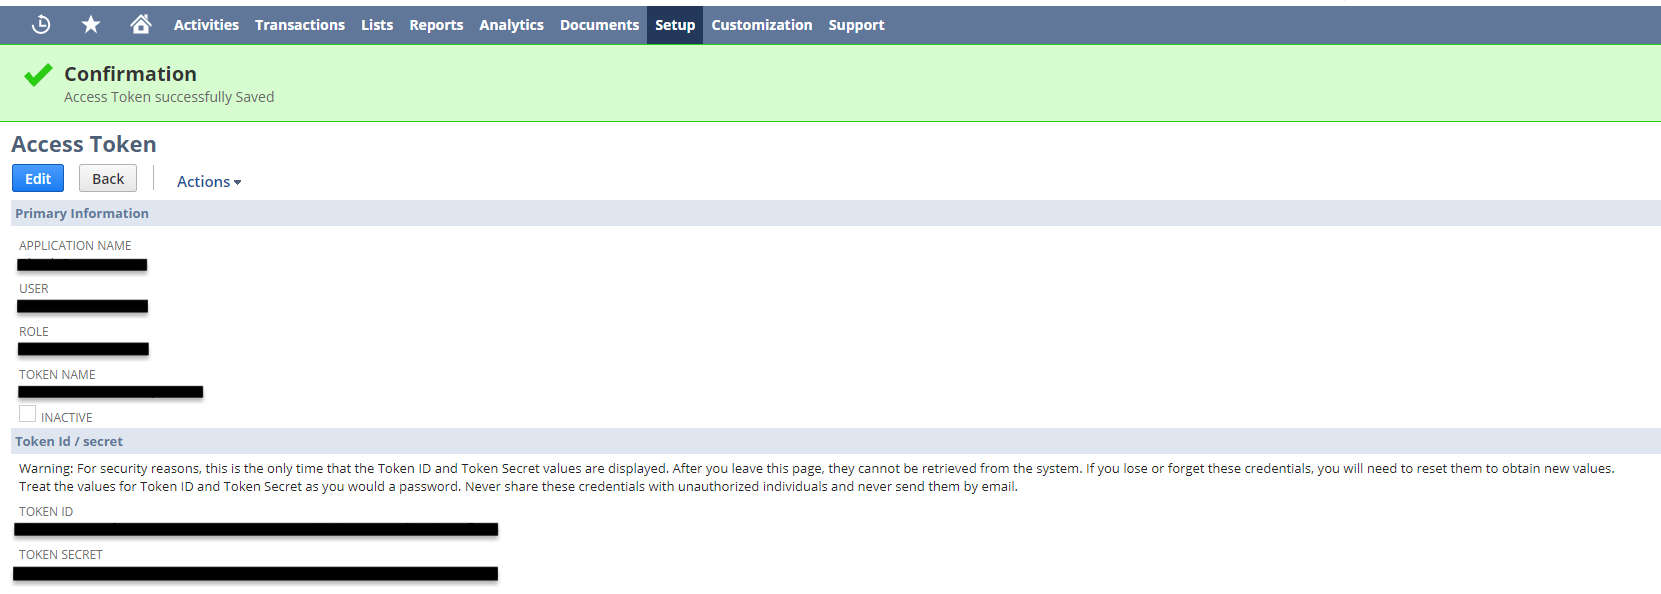 Activities Transactions Lists Reports Analytics Documents Setup Customization Support
Confirmation
Access Token successfully Saved
Access Token
Edit Back Actions
Primary Information
APPLICATION NAME
USER
ROLE
TOKEN NAME
INACTIVE
Token Id / secret
Warning: For security reasons, this is the only time that the Token ID and Token Secret values are displayed. After you leave this page, they cannot be retrieved from the system. If you lose or forget these credentials, you will need to reset them to obtain new values.
Treat the values for Token ID and Token Secret as you would a password. Never share these credentials with unauthorized individuals and never send them by email.
TOKEN ID
TOKEN SECRET